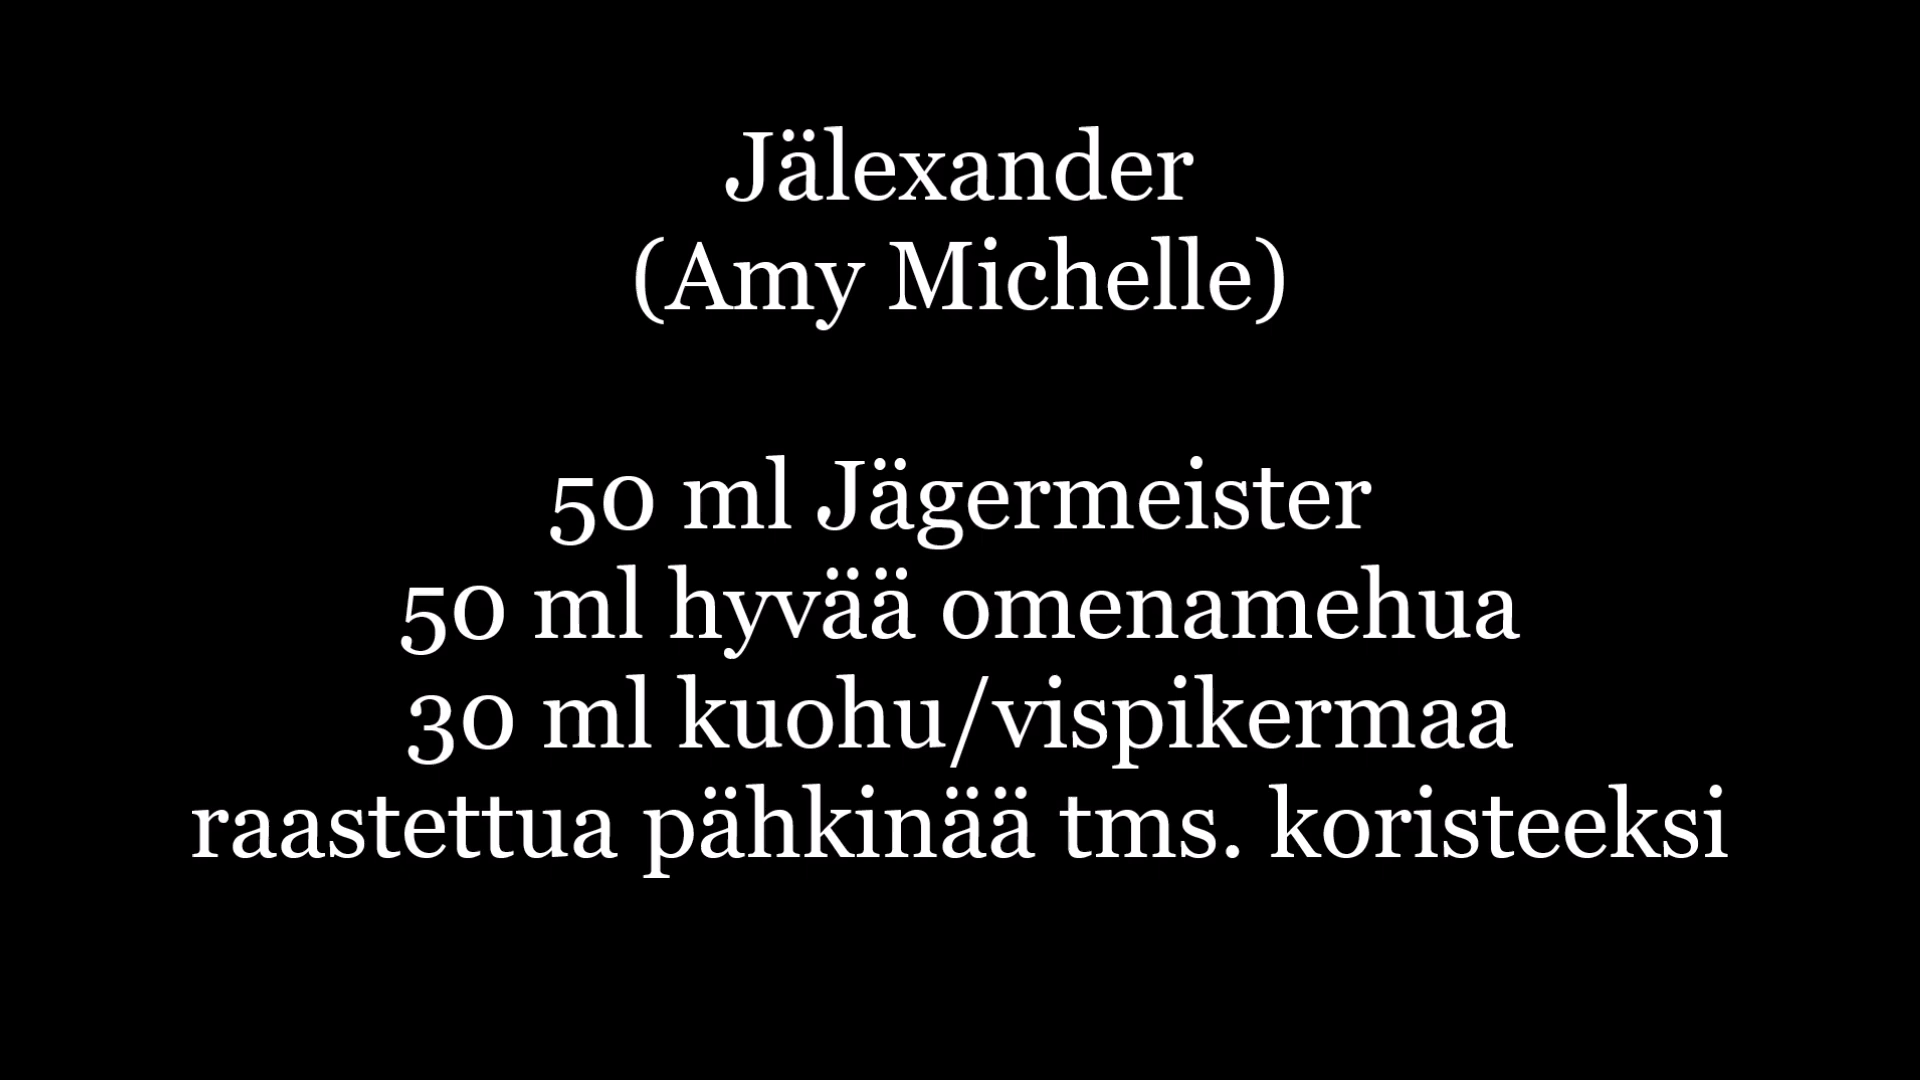 Jälexander
(Amy Michelle)
50 ml Jägermeister
50 ml hyvää omenamehua
30 ml kuohu/vispikermaa
raastettua pähkinää tms. koristeeksi